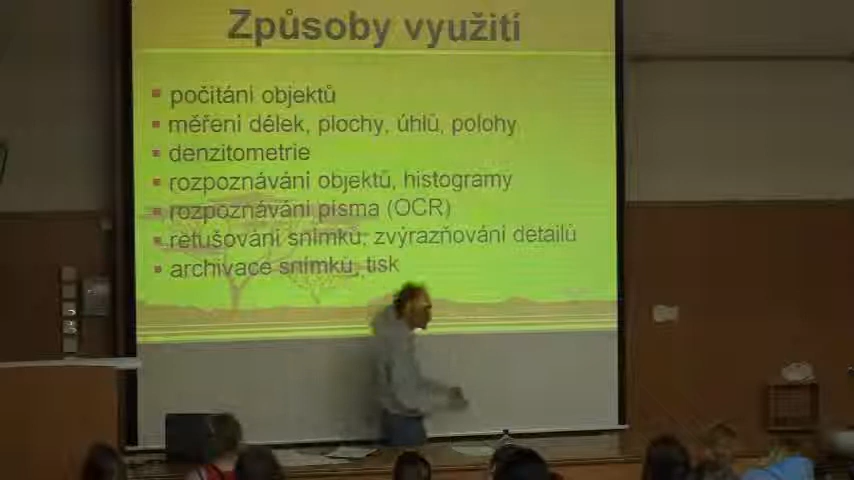 Způsoby využití
počítání objektů
měření délek, plochy, úhlů, polohy
denzitometrie
rozpoznávání objektů, histogramy
rozpoznávání písma (OCR)
retušování snímků, zvýrazňování detailů
archivace snímků, tisk